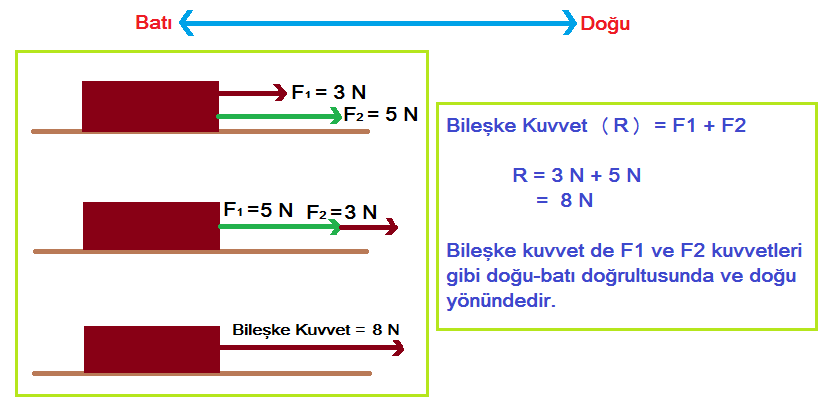 Batı
Doğu
F₁ = 3 N
F₂ = 5 N
F₁ =5 N
F₂ =3 N
Bileşke Kuvvet = 8 N
Bileşke Kuvvet ( R ) = F1 + F2
R = 3 N + 5 N
= 8 N
Bileşke kuvvet de F1 ve F2 kuvvetleri
gibi doğu-batı doğrultusunda ve doğu
yönündedir.